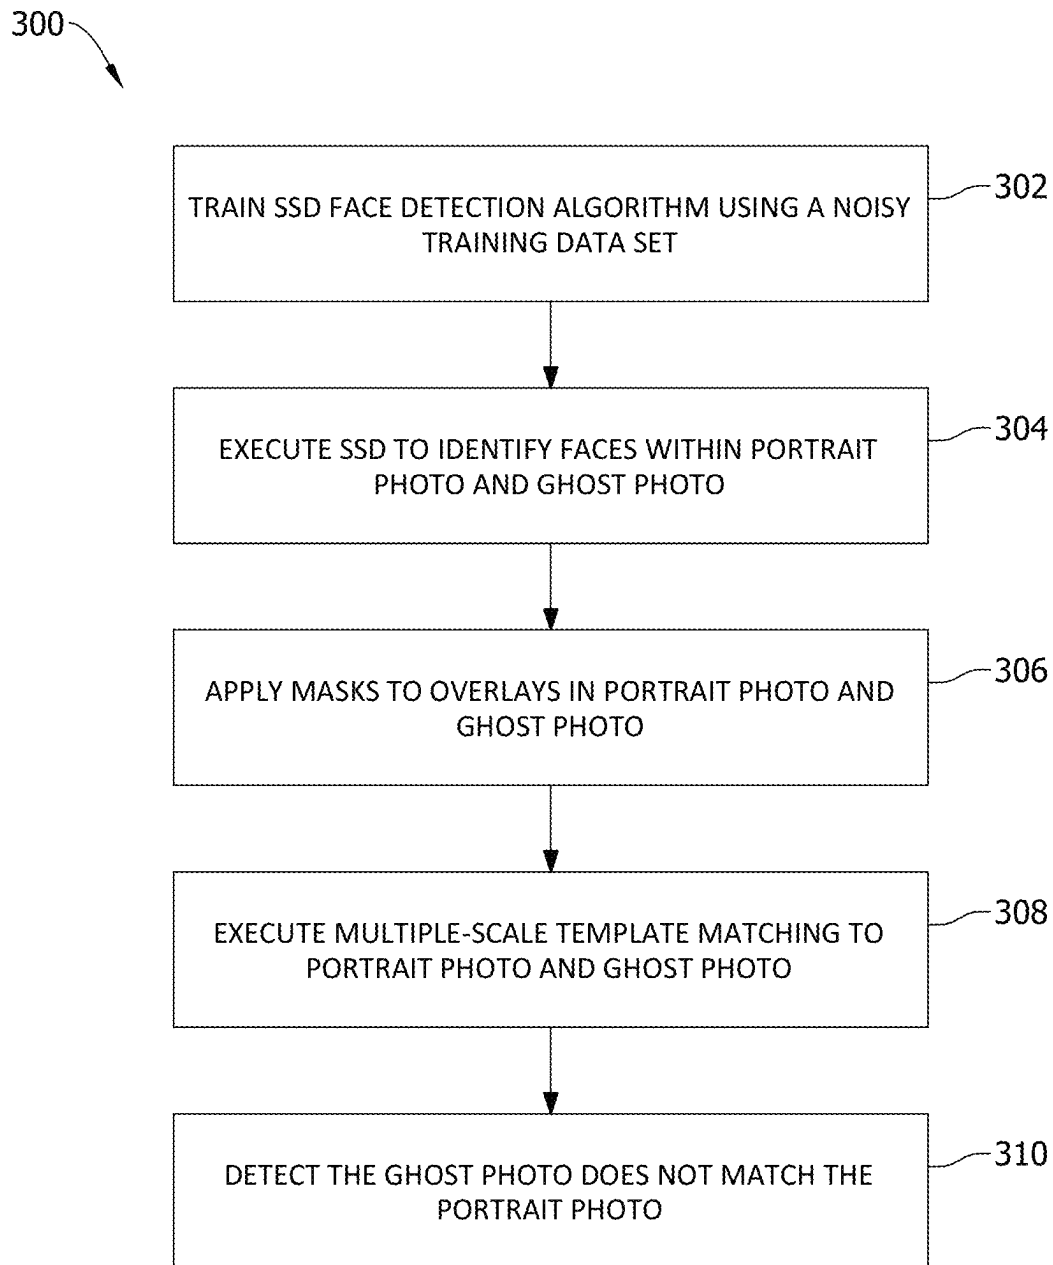 300
302
TRAIN SSD FACE DETECTION ALGORITHM USING A NOISY
TRAINING DATA SET
304
EXECUTE SSD TO IDENTIFY FACES WITHIN PORTRAIT
PHOTO AND GHOST PHOTO
306
APPLY MASKS TO OVERLAYS IN PORTRAIT PHOTO AND
GHOST PHOTO
308
EXECUTE MULTIPLE-SCALE TEMPLATE MATCHING TO
PORTRAIT PHOTO AND GHOST PHOTO
310
DETECT THE GHOST PHOTO DOES NOT MATCH THE
PORTRAIT PHOTO